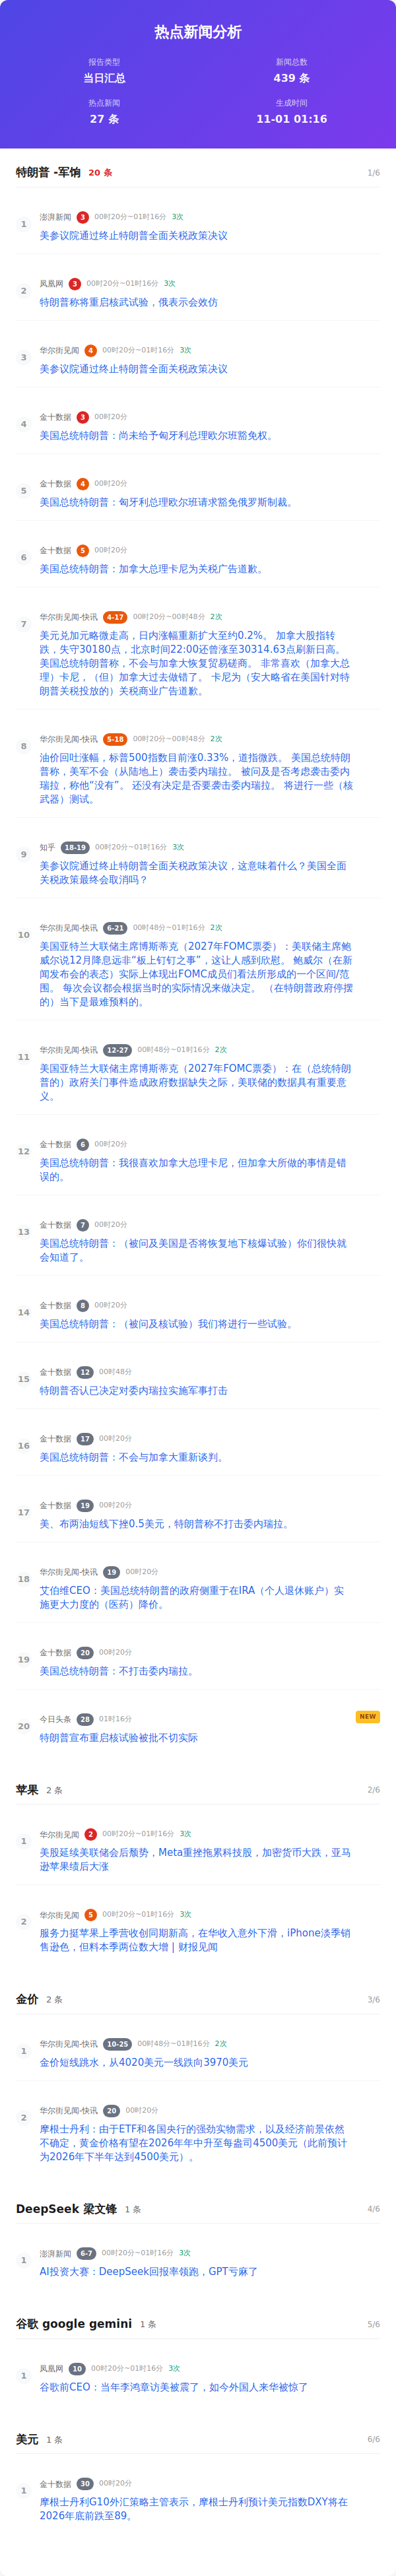 热点新闻分析
报告类型 新闻总数
当日汇总 439 条
热点新闻 生成时间
27 条 11-01 01:16
特朗普 -军饷 20 条 1/6
1 澎湃新闻 3 00时20分~01时16分 3次
美参议院通过终止特朗普全面关税政策决议
2 凤凰网 3 00时20分~01时16分 3次
特朗普称将重启核武试验，俄表示会效仿
3 华尔街见闻 4 00时20分~01时16分 3次
美参议院通过终止特朗普全面关税政策决议
4 金十数据 3 00时20分
美国总统特朗普：尚未给予匈牙利总理欧尔班豁免权。
5 金十数据 4 00时20分
美国总统特朗普：匈牙利总理欧尔班请求豁免俄罗斯制裁。
6 金十数据 5 00时20分
美国总统特朗普：加拿大总理卡尼为关税广告道歉。
7 华尔街见闻-快讯 4-17 00时20分~00时48分 2次
美元兑加元略微走高，日内涨幅重新扩大至约0.2%。 加拿大股指转
跌，失守30180点，北京时间22:00还曾涨至30314.63点刷新日高。
美国总统特朗普称，不会与加拿大恢复贸易磋商。 非常喜欢（加拿大总
理）卡尼，（但）加拿大过去做错了。 卡尼为（安大略省在美国针对特
朗普关税投放的）关税商业广告道歉。
8 华尔街见闻-快讯 5-18 00时20分~00时48分 2次
油价回吐涨幅，标普500指数目前涨0.33%，道指微跌。 美国总统特朗
普称，美军不会（从陆地上）袭击委内瑞拉。 被问及是否考虑袭击委内
瑞拉，称他“没有”。 还没有决定是否要袭击委内瑞拉。 将进行一些（核
武器）测试。
9 知乎 18-19 00时20分~01时16分 3次
美参议院通过终止特朗普全面关税政策决议，这意味着什么？美国全面
关税政策最终会取消吗？
10 华尔街见闻-快讯 6-21 00时48分~01时16分 2次
美国亚特兰大联储主席博斯蒂克（2027年FOMC票委）：美联储主席鲍
威尔说12月降息远非“板上钉钉之事”，这让人感到欣慰。 鲍威尔（在新
闻发布会的表态）实际上体现出FOMC成员们看法所形成的一个区间/范
围。 每次会议都会根据当时的实际情况来做决定。 （在特朗普政府停摆
的）当下是最难预料的。
11 华尔街见闻-快讯 12-27 00时48分~01时16分 2次
美国亚特兰大联储主席博斯蒂克（2027年FOMC票委）：在（总统特朗
普的）政府关门事件造成政府数据缺失之际，美联储的数据具有重要意
义。
12 金十数据 6 00时20分
美国总统特朗普：我很喜欢加拿大总理卡尼，但加拿大所做的事情是错
误的。
13 金十数据 7 00时20分
美国总统特朗普：（被问及美国是否将恢复地下核爆试验）你们很快就
会知道了。
14 金十数据 8 00时20分
美国总统特朗普：（被问及核试验）我们将进行一些试验。
15 金十数据 12 00时48分
特朗普否认已决定对委内瑞拉实施军事打击
16 金十数据 17 00时20分
美国总统特朗普：不会与加拿大重新谈判。
17 金十数据 19 00时20分
美、布两油短线下挫0.5美元，特朗普称不打击委内瑞拉。
18 华尔街见闻-快讯 19 00时20分
艾伯维CEO：美国总统特朗普的政府侧重于在IRA（个人退休账户）实
施更大力度的（医药）降价。
19 金十数据 20 00时20分
美国总统特朗普：不打击委内瑞拉。
20 今日头条 28 01时16分 NEW
特朗普宣布重启核试验被批不切实际
苹果 2 条 2/6
1 华尔街见闻 2 00时20分~01时16分 3次
美股延续美联储会后颓势，Meta重挫拖累科技股，加密货币大跌，亚马
逊苹果绩后大涨
2 华尔街见闻 5 00时20分~01时16分 3次
服务力挺苹果上季营收创同期新高，在华收入意外下滑，iPhone淡季销
售逊色，但料本季两位数大增 | 财报见闻
金价 2 条 3/6
1 华尔街见闻-快讯 10-25 00时48分~01时16分 2次
金价短线跳水，从4020美元一线跌向3970美元
2 华尔街见闻-快讯 20 00时20分
摩根士丹利：由于ETF和各国央行的强劲实物需求，以及经济前景依然
不确定，黄金价格有望在2026年年中升至每盎司4500美元（此前预计
为2026年下半年达到4500美元）。
DeepSeek 梁文锋 1 条 4/6
1 澎湃新闻 6-7 00时20分~01时16分 3次
AI投资大赛：DeepSeek回报率领跑，GPT亏麻了
谷歌 google gemini 1 条 5/6
1 凤凰网 10 00时20分~01时16分 3次
谷歌前CEO：当年李鸿章访美被震了，如今外国人来华被惊了
美元 1 条 6/6
1 金十数据 30 00时20分
摩根士丹利G10外汇策略主管表示，摩根士丹利预计美元指数DXY将在
2026年底前跌至89。